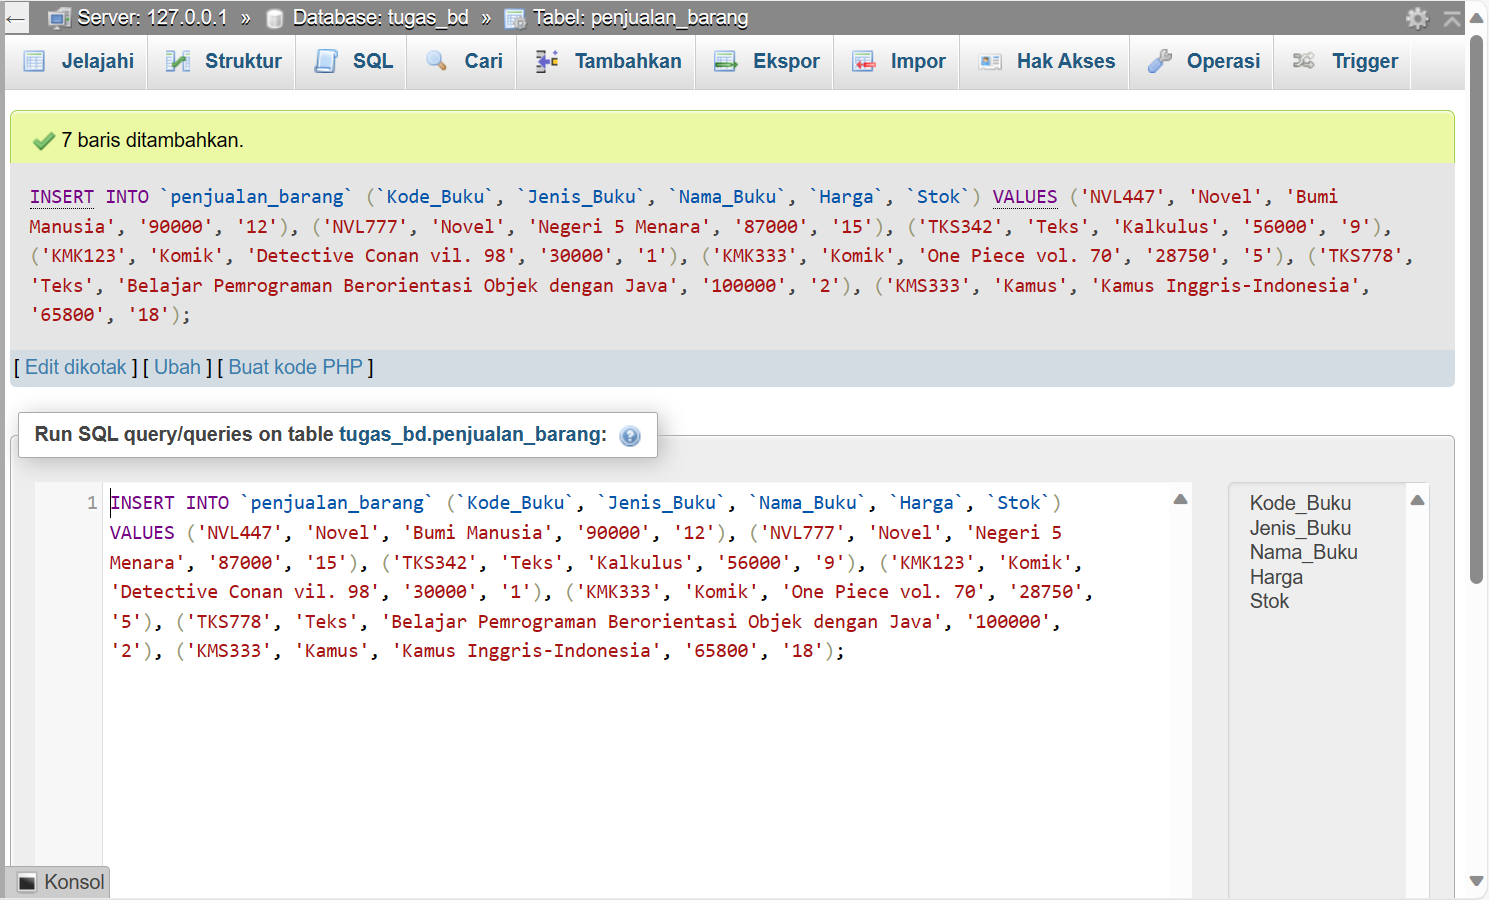 Server: 127.0.0.1 » Database: tugas_bd » Tabel: penjualan_barang
Jelajahi Struktur SQL Cari Tambahkan Ekspor Impor Hak Akses Operasi Trigger
7 baris ditambahkan.
INSERT INTO `penjualan_barang` (`Kode_Buku`, `Jenis_Buku`, `Nama_Buku`, `Harga`, `Stok`) VALUES ('NVL447', 'Novel', 'Bumi
Manusia', '90000', '12'), ('NVL777', 'Novel', 'Negeri 5 Menara', '87000', '15'), ('TKS342', 'Teks', 'Kalkulus', '56000', '9'),
('KMK123', 'Komik', 'Detective Conan vil. 98', '30000', '1'), ('KMK333', 'Komik', 'One Piece vol. 70', '28750', '5'), ('TKS778',
'Teks', 'Belajar Pemrograman Berorientasi Objek dengan Java', '100000', '2'), ('KMS333', 'Kamus', 'Kamus Inggris-Indonesia',
'65800', '18');
[ Edit dikotak ] [ Ubah ] [ Buat kode PHP ]
Run SQL query/queries on table tugas_bd.penjualan_barang:
1 INSERT INTO `penjualan_barang` (`Kode_Buku`, `Jenis_Buku`, `Nama_Buku`, `Harga`, `Stok`)
VALUES ('NVL447', 'Novel', 'Bumi Manusia', '90000', '12'), ('NVL777', 'Novel', 'Negeri 5
Menara', '87000', '15'), ('TKS342', 'Teks', 'Kalkulus', '56000', '9'), ('KMK123', 'Komik',
'Detective Conan vil. 98', '30000', '1'), ('KMK333', 'Komik', 'One Piece vol. 70', '28750',
'5'), ('TKS778', 'Teks', 'Belajar Pemrograman Berorientasi Objek dengan Java', '100000',
'2'), ('KMS333', 'Kamus', 'Kamus Inggris-Indonesia', '65800', '18');
Kode_Buku
Jenis_Buku
Nama_Buku
Harga
Stok
Konsol